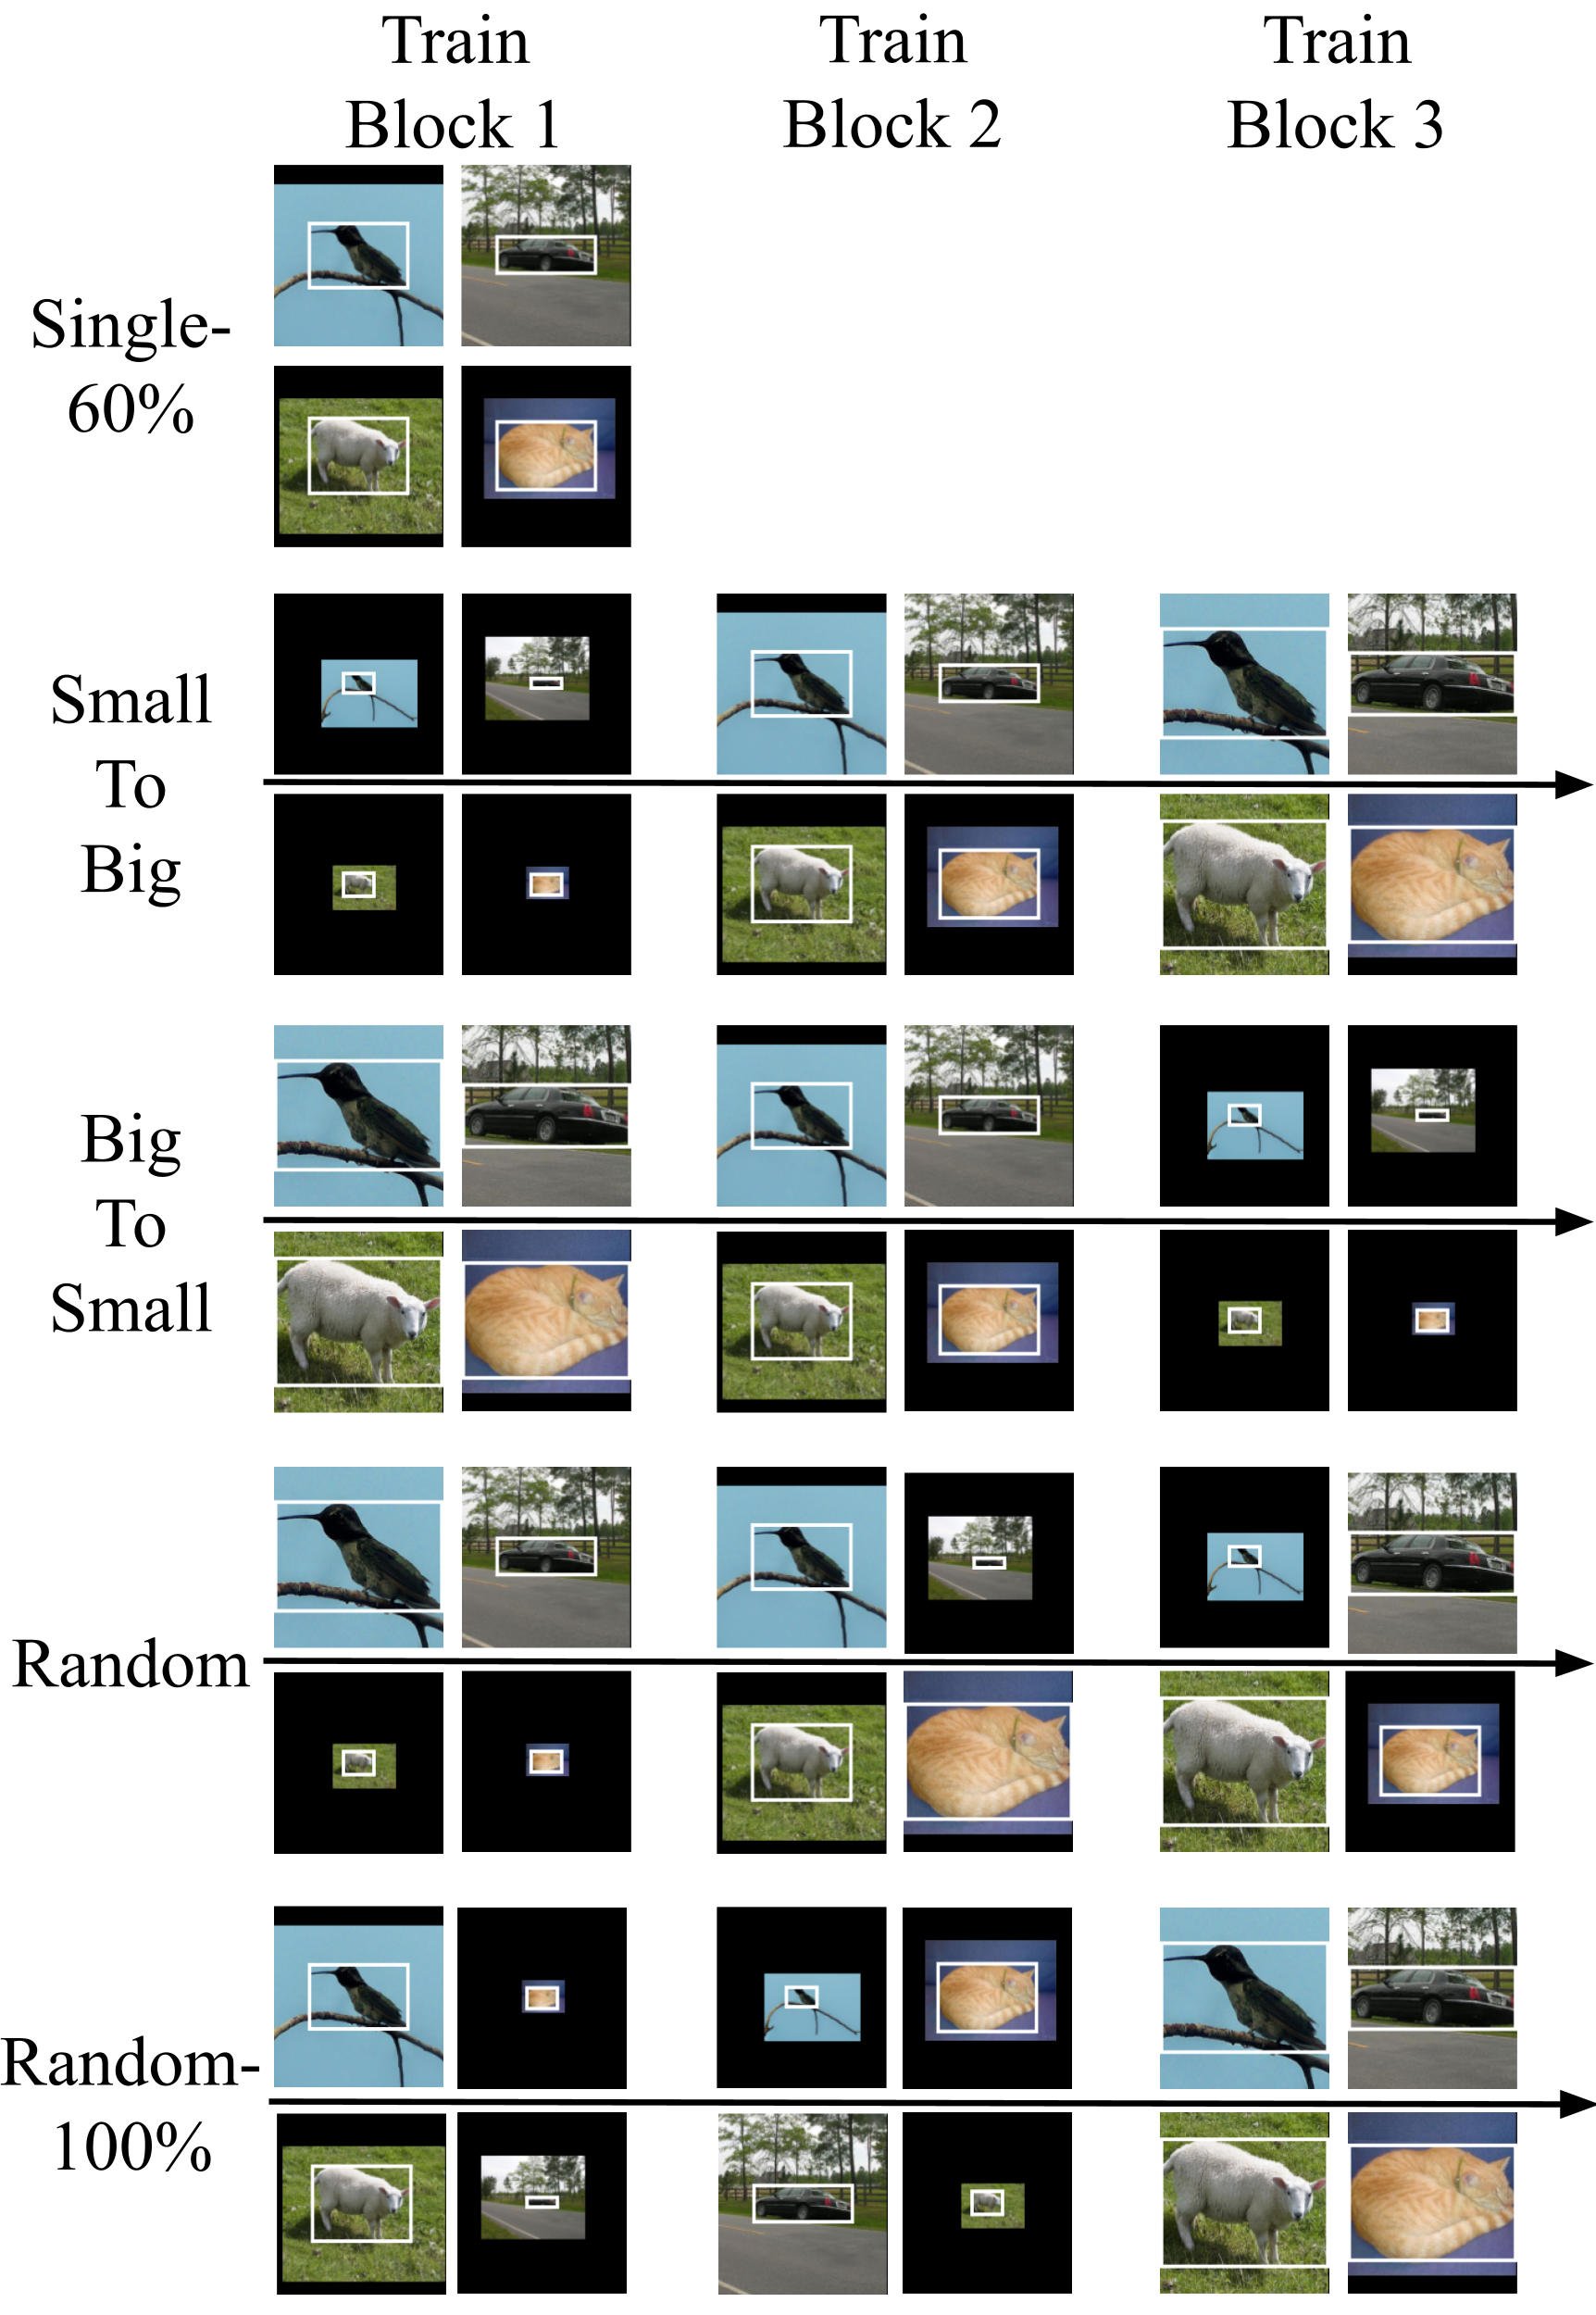 Train
Block 1
Train
Block 2
Train
Block 3
Single-
60%
Small
To
Big
Big
To
Small
Random
Random-
100%